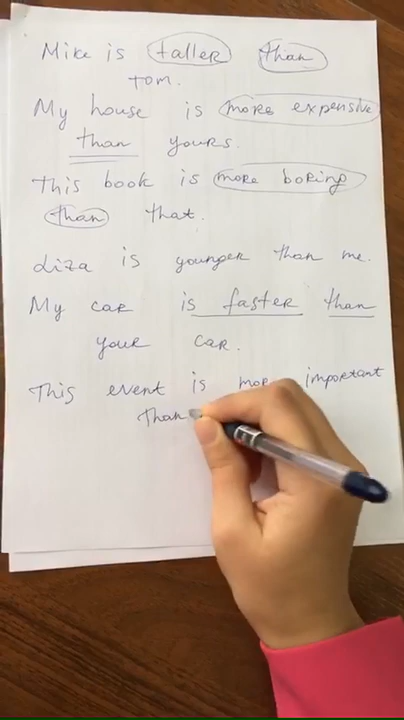 Mike is taller than
Tom.
My house is more expensive
than yours.
This book is more boring
than that.
Liza is younger than me.
My car is faster than
your car.
This event is more important
than